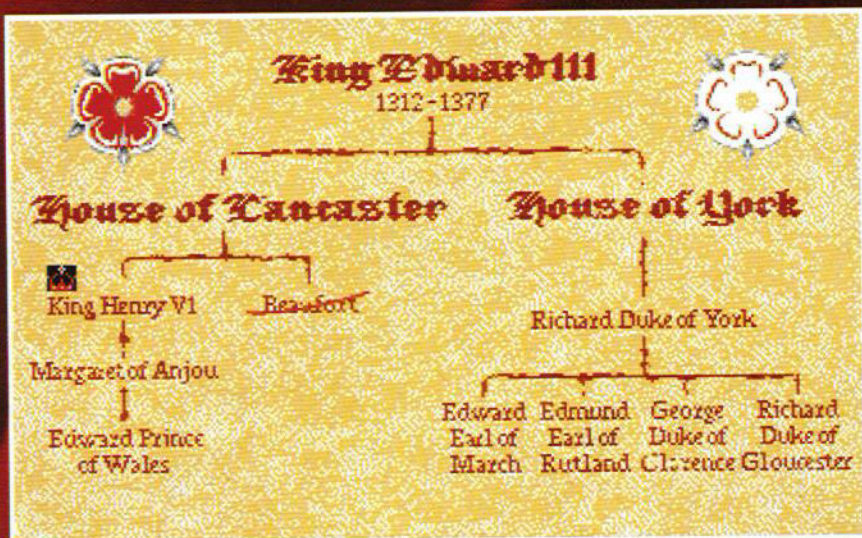 King Edward 111
1312-1377
House of Lancaster
House of York
King Henry V1
Beaufort
Richard Duke of York
Margaret of Anjou
Edward Prince
of Wales
Edward
Earl of
March
Edmund
Earl of
Rutland
George
Duke of
Clarence
Richard
Duke of
Gloucester